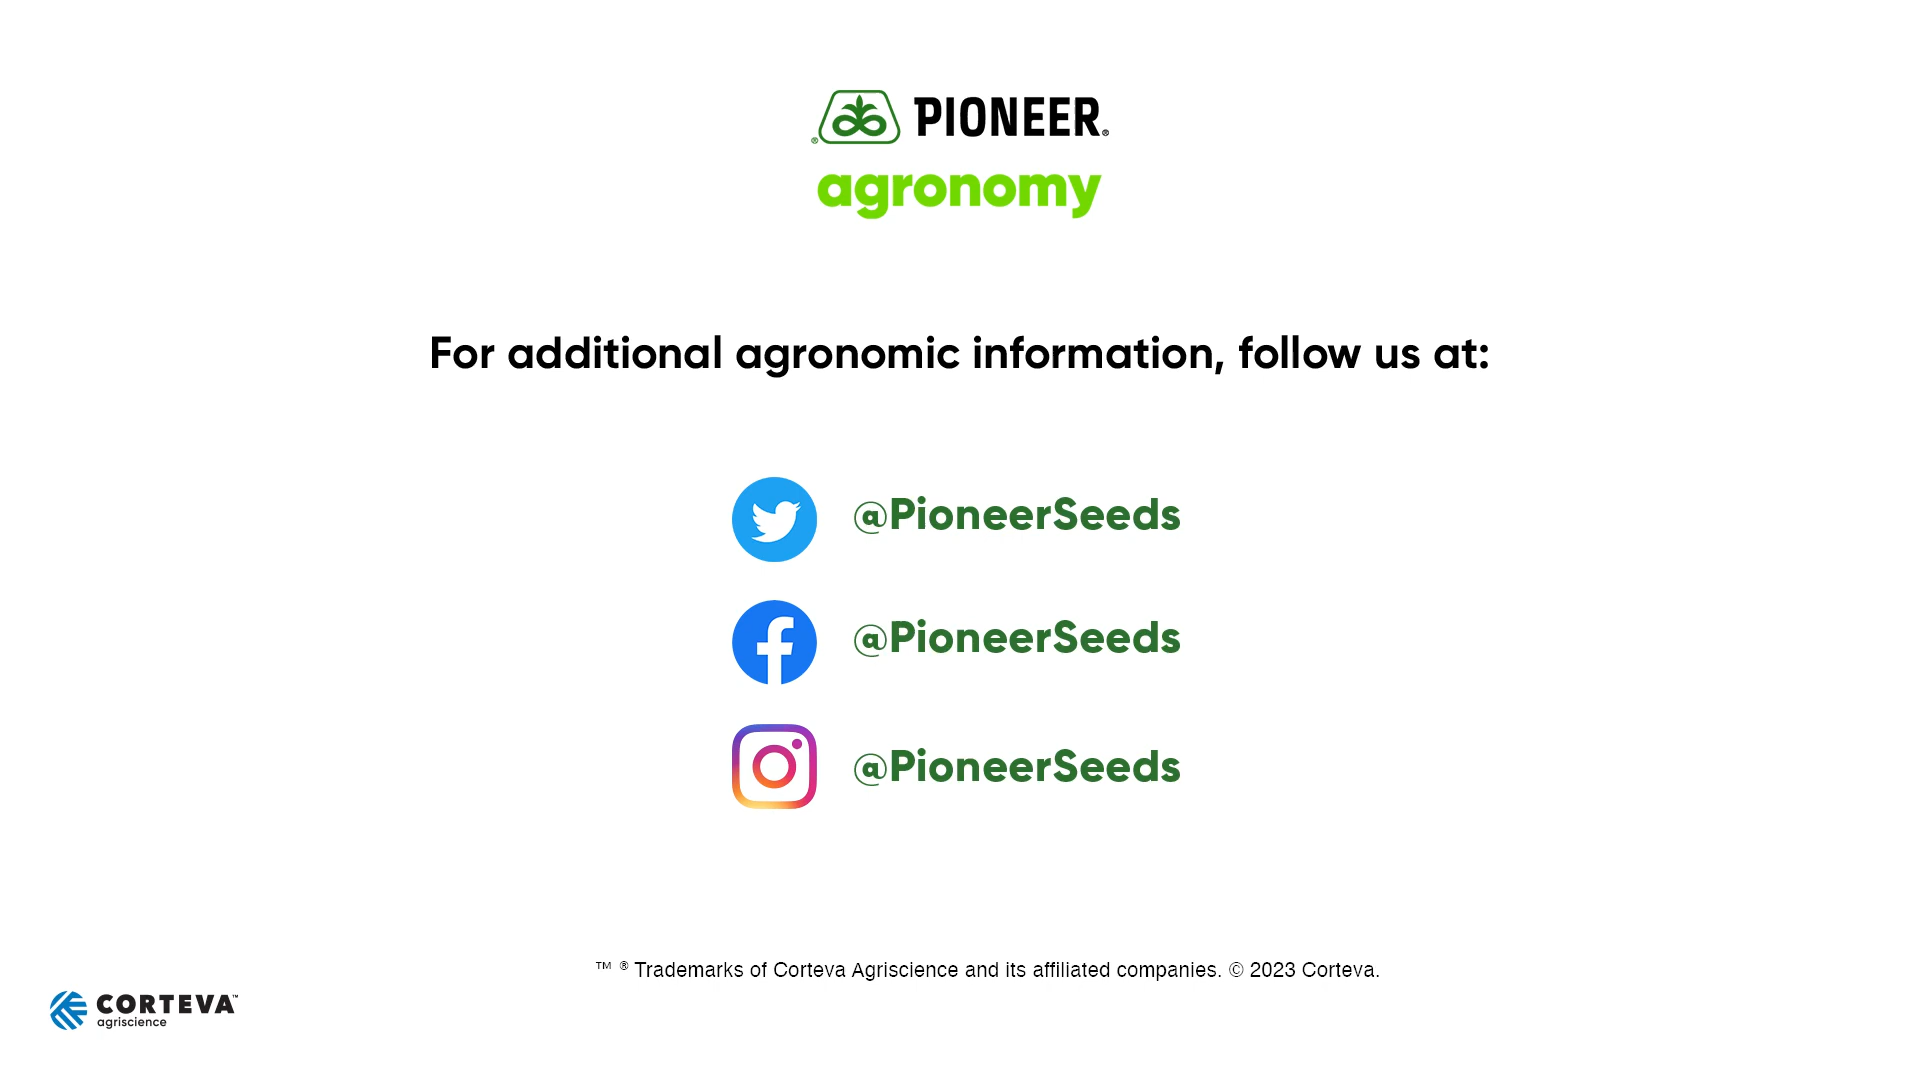 PIONEER®
agronomy
For additional agronomic information, follow us at:
@PioneerSeeds
@PioneerSeeds
@PioneerSeeds
™ ® Trademarks of Corteva Agriscience and its affiliated companies. © 2023 Corteva.
CORTEVA™
agriscience